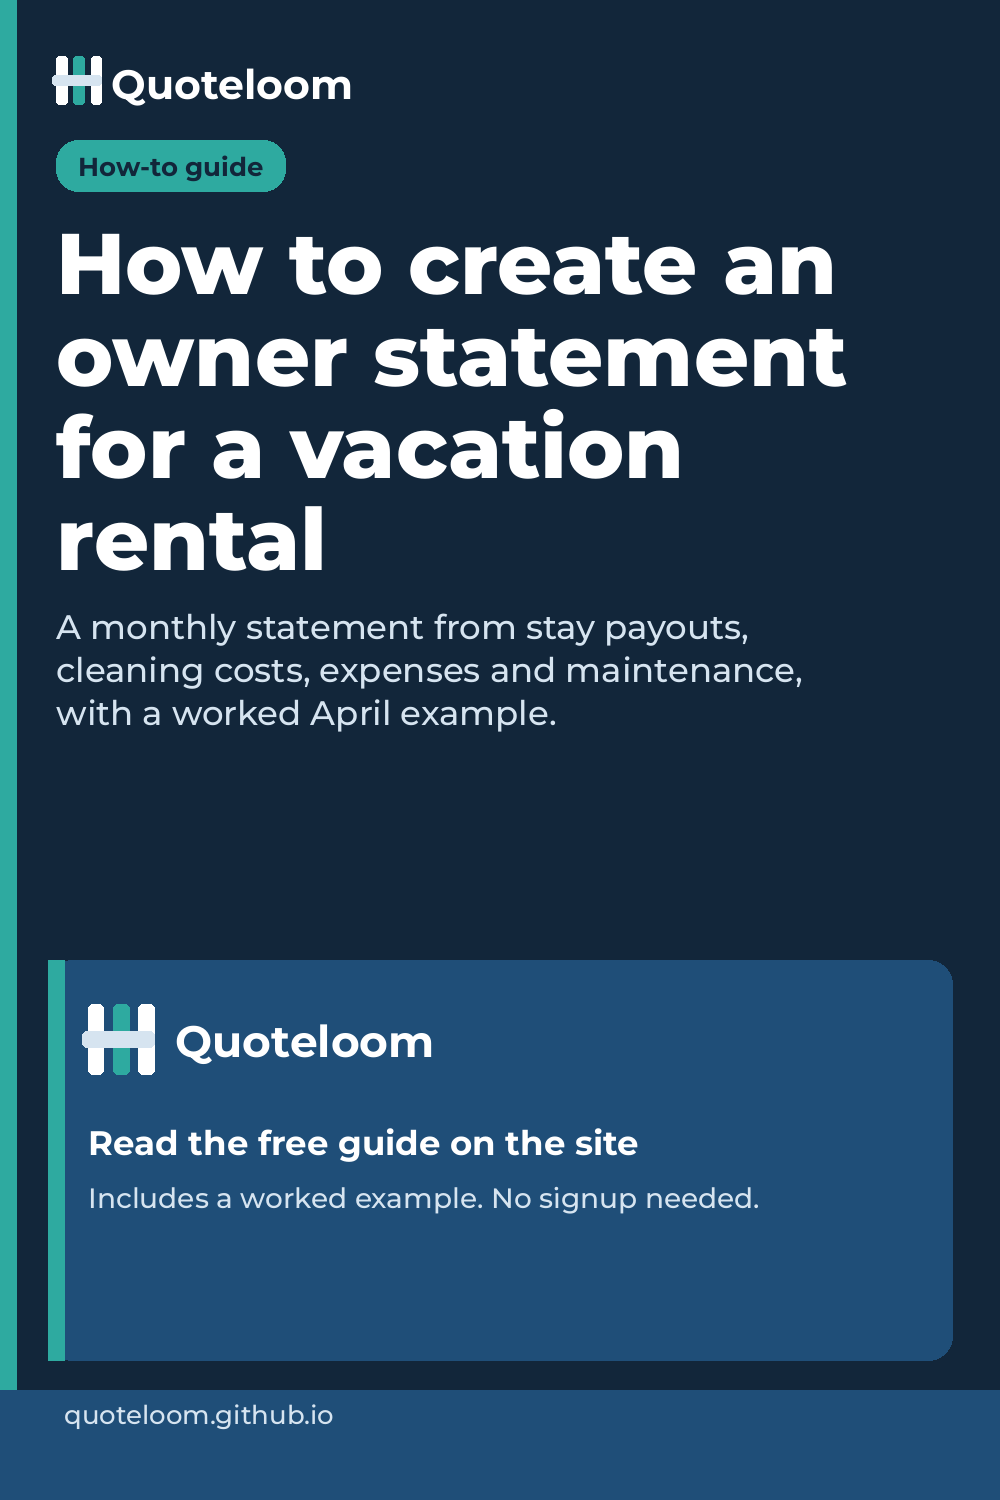 Quoteloom
How-to guide
How to create an
owner statement
for a vacation
rental
A monthly statement from stay payouts,
cleaning costs, expenses and maintenance,
with a worked April example.
Quoteloom
Read the free guide on the site
Includes a worked example. No signup needed.
quoteloom.github.io